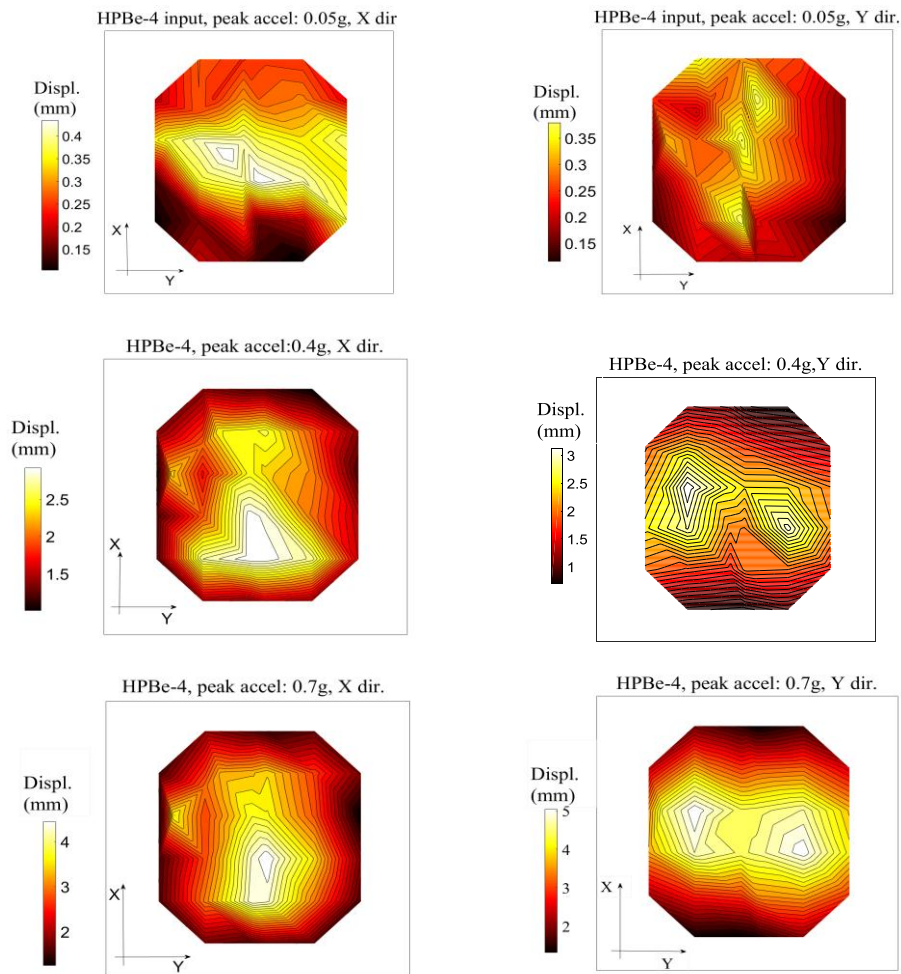 HPBe-4 input, peak accel: 0.05g, X dir
Displ.
(mm)
0.4
0.35
0.3
0.25
0.2
0.15
X
Y
HPBe-4 input, peak accel: 0.05g, Y dir.
Displ.
(mm)
0.35
0.3
0.25
0.2
0.15
X
Y
HPBe-4, peak accel:0.4g, X dir.
Displ.
(mm)
2.5
2
1.5
X
Y
HPBe-4, peak accel: 0.4g,Y dir.
Displ.
(mm)
3
2.5
2
1.5
1
HPBe-4, peak accel: 0.7g, X dir.
Displ.
(mm)
4
3
2
X
Y
HPBe-4, peak accel: 0.7g, Y dir.
Displ.
(mm)
5
4
3
2
X
Y